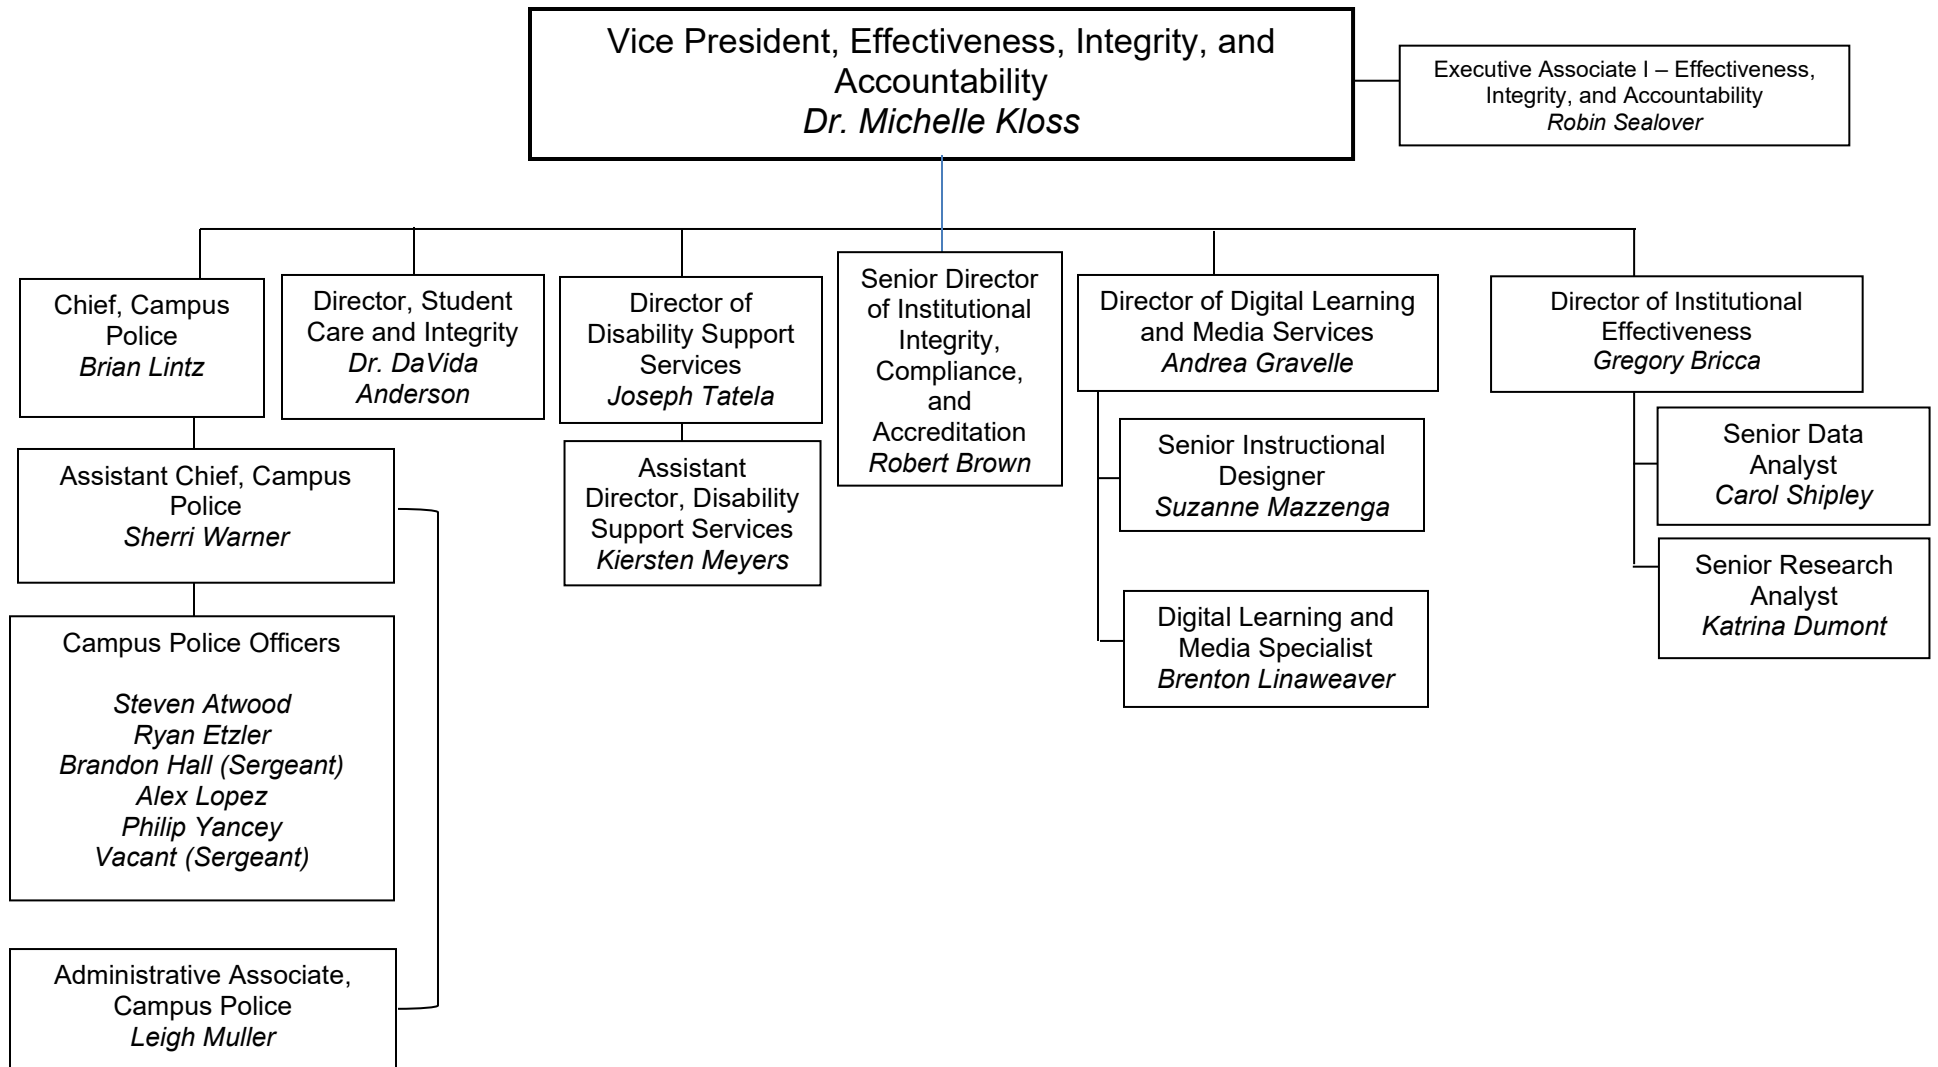 Vice President, Effectiveness, Integrity, and
Accountability
Dr. Michelle Kloss
Executive Associate I – Effectiveness,
Integrity, and Accountability
Robin Sealover
Chief, Campus
Police
Brian Lintz
Director, Student
Care and Integrity
Dr. DaVida
Anderson
Director of
Disability Support
Services
Joseph Tatela
Senior Director
of Institutional
Integrity,
Compliance,
and
Accreditation
Robert Brown
Director of Digital Learning
and Media Services
Andrea Gravelle
Director of Institutional
Effectiveness
Gregory Bricca
Assistant Chief, Campus
Police
Sherri Warner
Assistant
Director, Disability
Support Services
Kiersten Meyers
Senior Instructional
Designer
Suzanne Mazzenga
Senior Data
Analyst
Carol Shipley
Senior Research
Analyst
Katrina Dumont
Digital Learning and
Media Specialist
Brenton Linaweaver
Campus Police Officers
Steven Atwood
Ryan Etzler
Brandon Hall (Sergeant)
Alex Lopez
Philip Yancey
Vacant (Sergeant)
Administrative Associate,
Campus Police
Leigh Muller